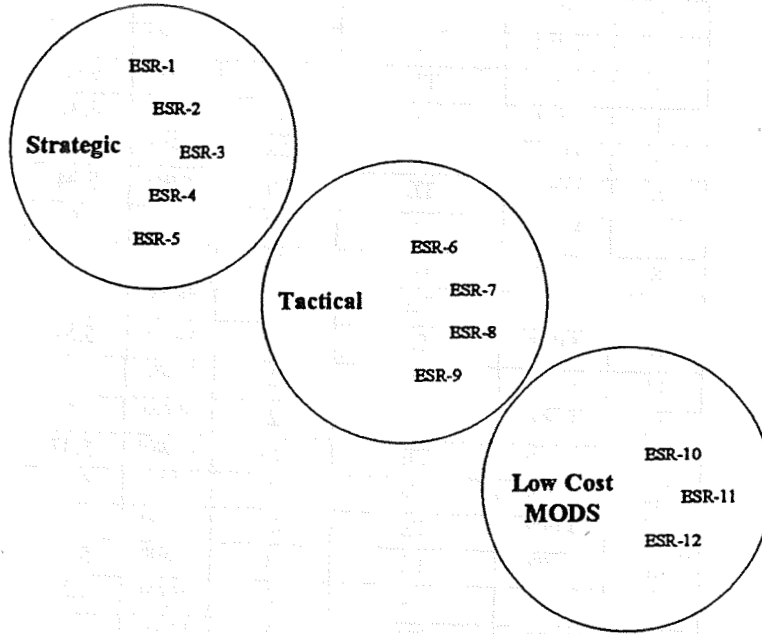 ESR-1
ESR-2
Strategic
ESR-3
ESR-4
ESR-5
ESR-6
Tactical
ESR-7
ESR-8
ESR-9
ESR-10
Low Cost
MODS
ESR-11
ESR-12